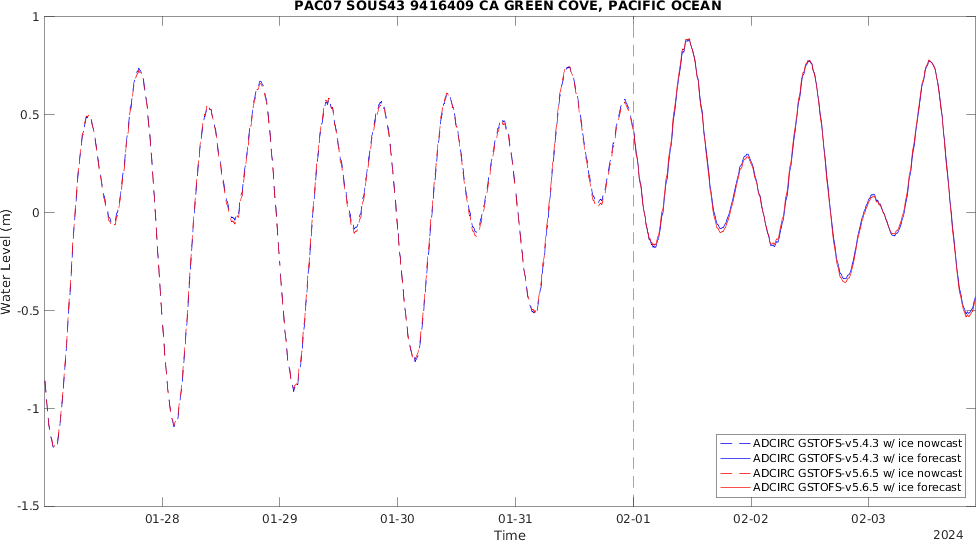 PAC07 SOUS43 9416409 CA GREEN COVE, PACIFIC OCEAN
1
0.5
0
-0.5
-1
-1.5
Water Level (m)
01-28
01-29
01-30
01-31
02-01
02-02
02-03
Time
2024
ADCIRC GSTOFS-v5.4.3 w/ ice nowcast
ADCIRC GSTOFS-v5.4.3 w/ ice forecast
ADCIRC GSTOFS-v5.6.5 w/ ice nowcast
ADCIRC GSTOFS-v5.6.5 w/ ice forecast